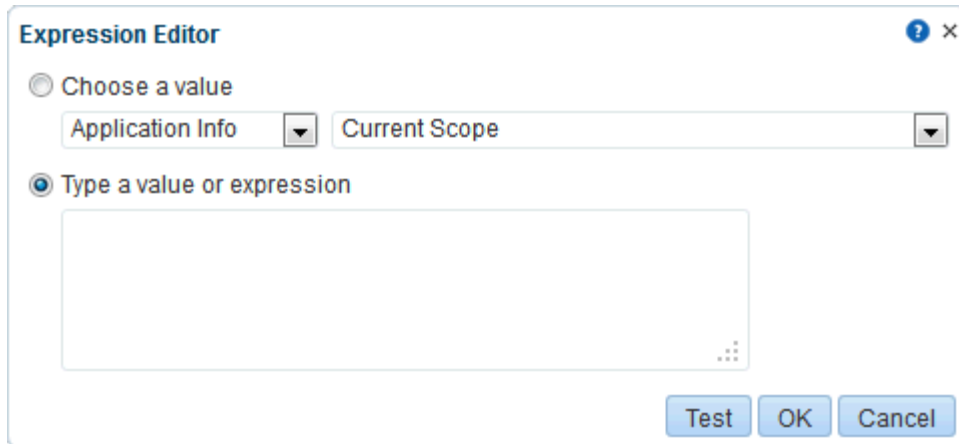 Expression Editor
Choose a value
Application Info Current Scope
Type a value or expression
Test OK Cancel